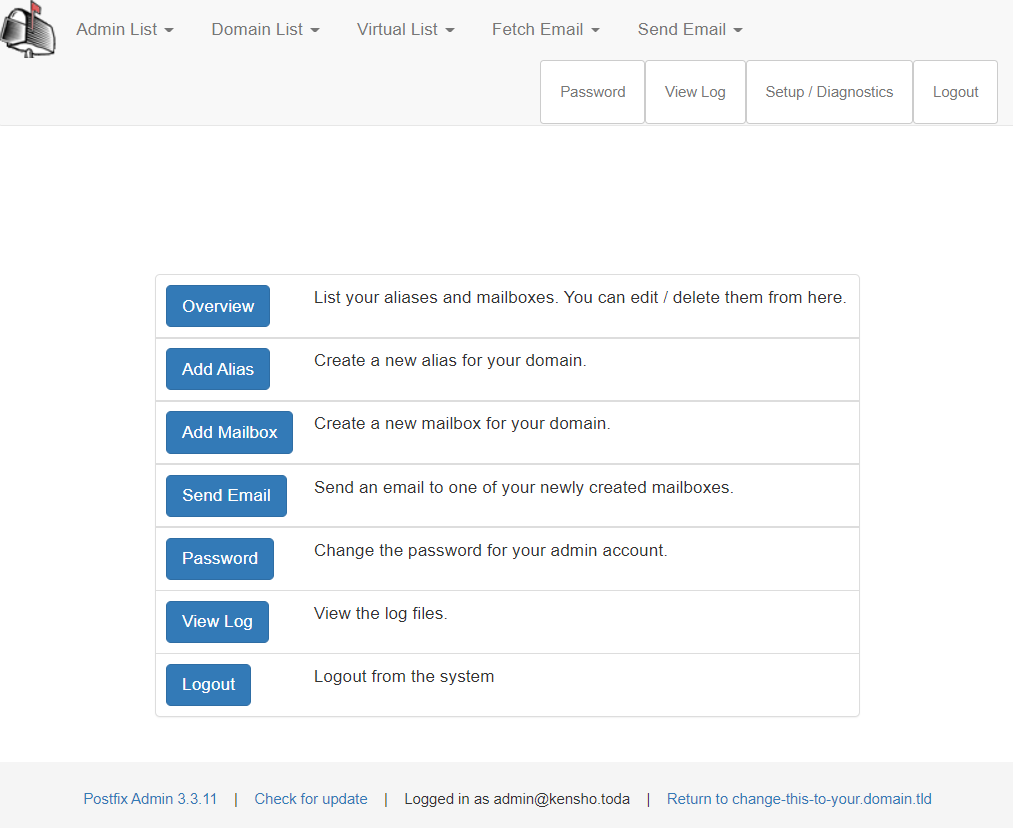 Admin List Domain List Virtual List Fetch Email Send Email
Password View Log Setup / Diagnostics Logout
Overview List your aliases and mailboxes. You can edit / delete them from here.
Add Alias Create a new alias for your domain.
Add Mailbox Create a new mailbox for your domain.
Send Email Send an email to one of your newly created mailboxes.
Password Change the password for your admin account.
View Log View the log files.
Logout Logout from the system
Postfix Admin 3.3.11 | Check for update | Logged in as admin@kensho.toda | Return to change-this-to-your.domain.tld